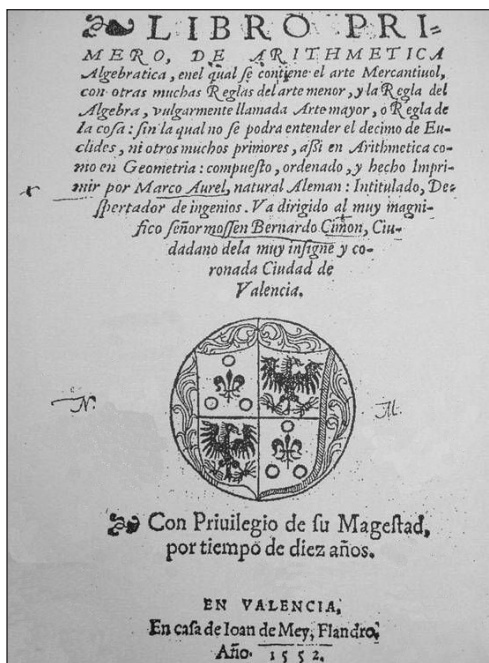 LIBRO PRI=
MERO, DE ARITHMETICA
Algebratica, enel qual se contiene el arte Mercantiuol,
con otras muchas Reglas del arte menor, y la Regla del
Algebra, vulgarmente llamada Arte mayor, o Regla de
la cosa: sin la qual no se podra entender el decimo de Eu-
clides, ni otros muchos primores, assi en Arithmetica co-
mo en Geometria: compuesto, ordenado, y hecho Impri-
mir por Marco Aurel, natural Aleman: Intitulado, De=
spertador de ingenios. Va dirigido al muy magni-
fico señor mossen Bernardo Cimon, Ciu-
dadano dela muy insigne y co-
ronada Ciudad de
Valencia.
N. M.
Con Priuilegio de su Magestad,
por tiempo de diez años.
EN VALENCIA,
En casa de Ioan de Mey, Flandro.
Año. 1552.